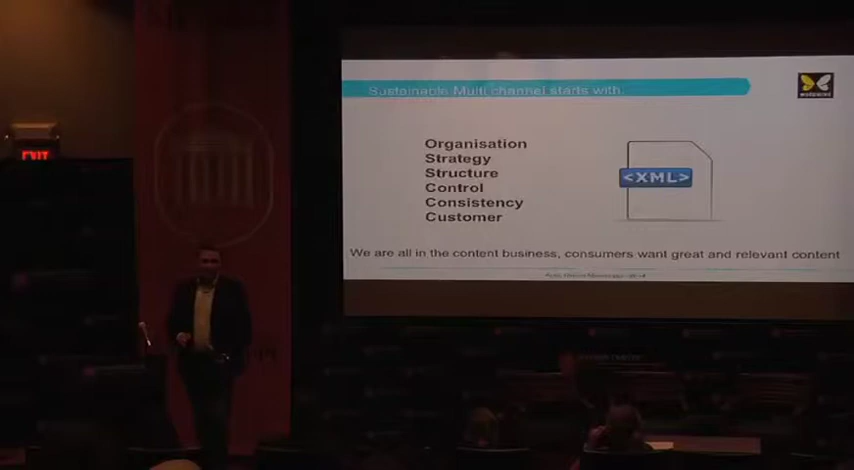 EXIT
Sustainable Multi channel starts with
Organisation
Strategy
Structure
Control
Consistency
Customer
<XML>
We are all in the content business, consumers want great and relevant content